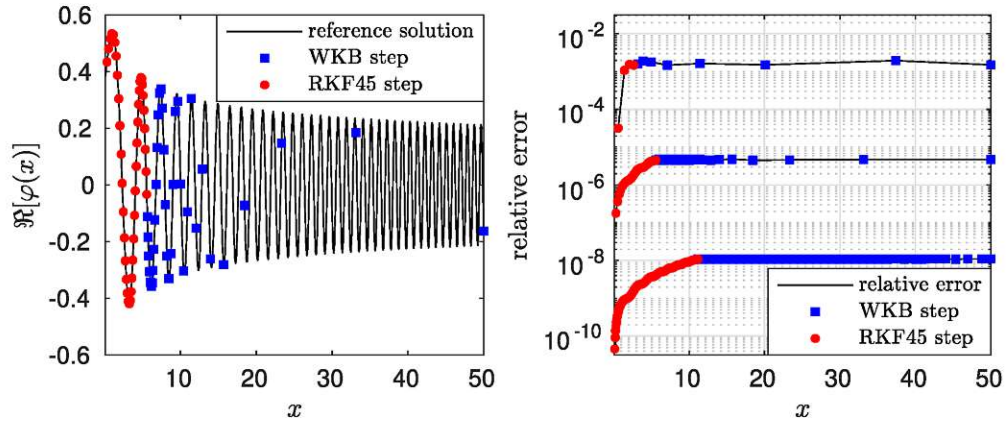 0.6
0.4
0.2
0
-0.2
-0.4
-0.6
ℜ[φ(x)]
10
20
30
40
50
x
reference solution
WKB step
RKF45 step
10⁻²
10⁻⁴
10⁻⁶
10⁻⁸
10⁻¹⁰
relative error
10
20
30
40
50
x
relative error
WKB step
RKF45 step